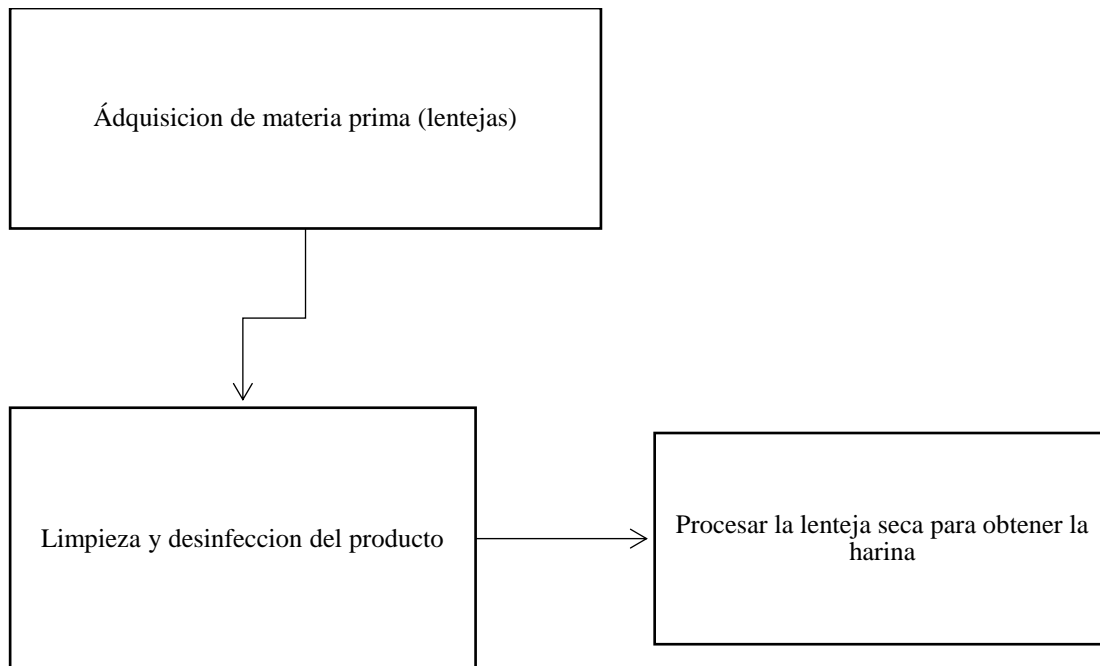 Ádquisicion de materia prima (lentejas)
Limpieza y desinfeccion del producto
Procesar la lenteja seca para obtener la
harina